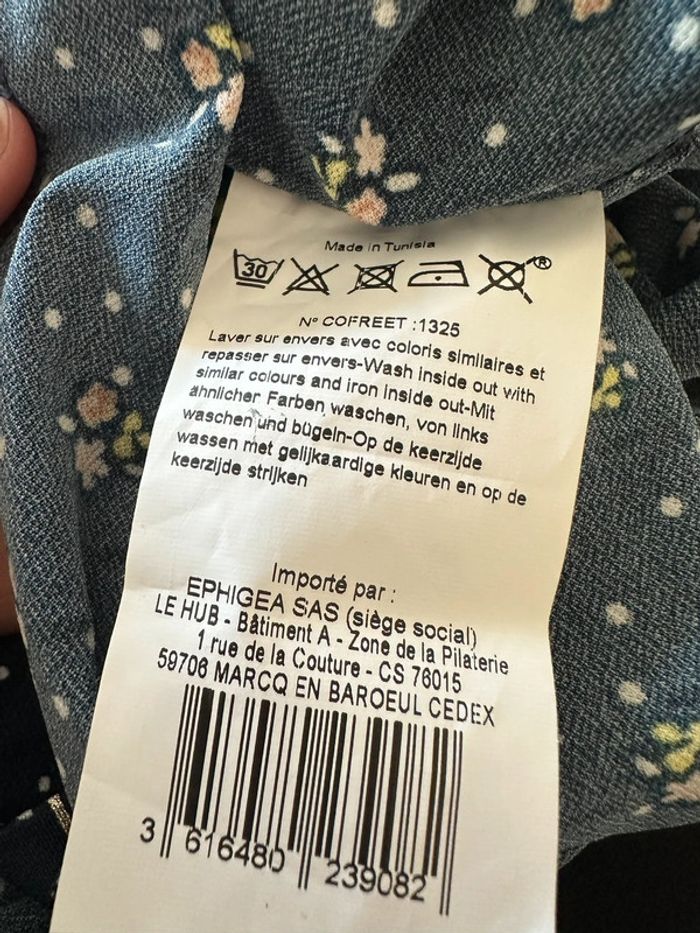 Made in Tunisia
30
®
N° COFREET :1325
Laver sur envers avec coloris similaires et
repasser sur envers-Wash inside out with
similar colours and iron inside out-Mit
ähnlicher Farben waschen, von links
waschen und bügeln-Op de keerzijde
wassen met gelijkaardige kleuren en op de
keerzijde strijken
Importé par :
EPHIGEA SAS (siège social)
LE HUB - Bâtiment A - Zone de la Pilaterie
1 rue de la Couture - CS 76015
59706 MARCQ EN BAROEUL CEDEX
3 616480 239082